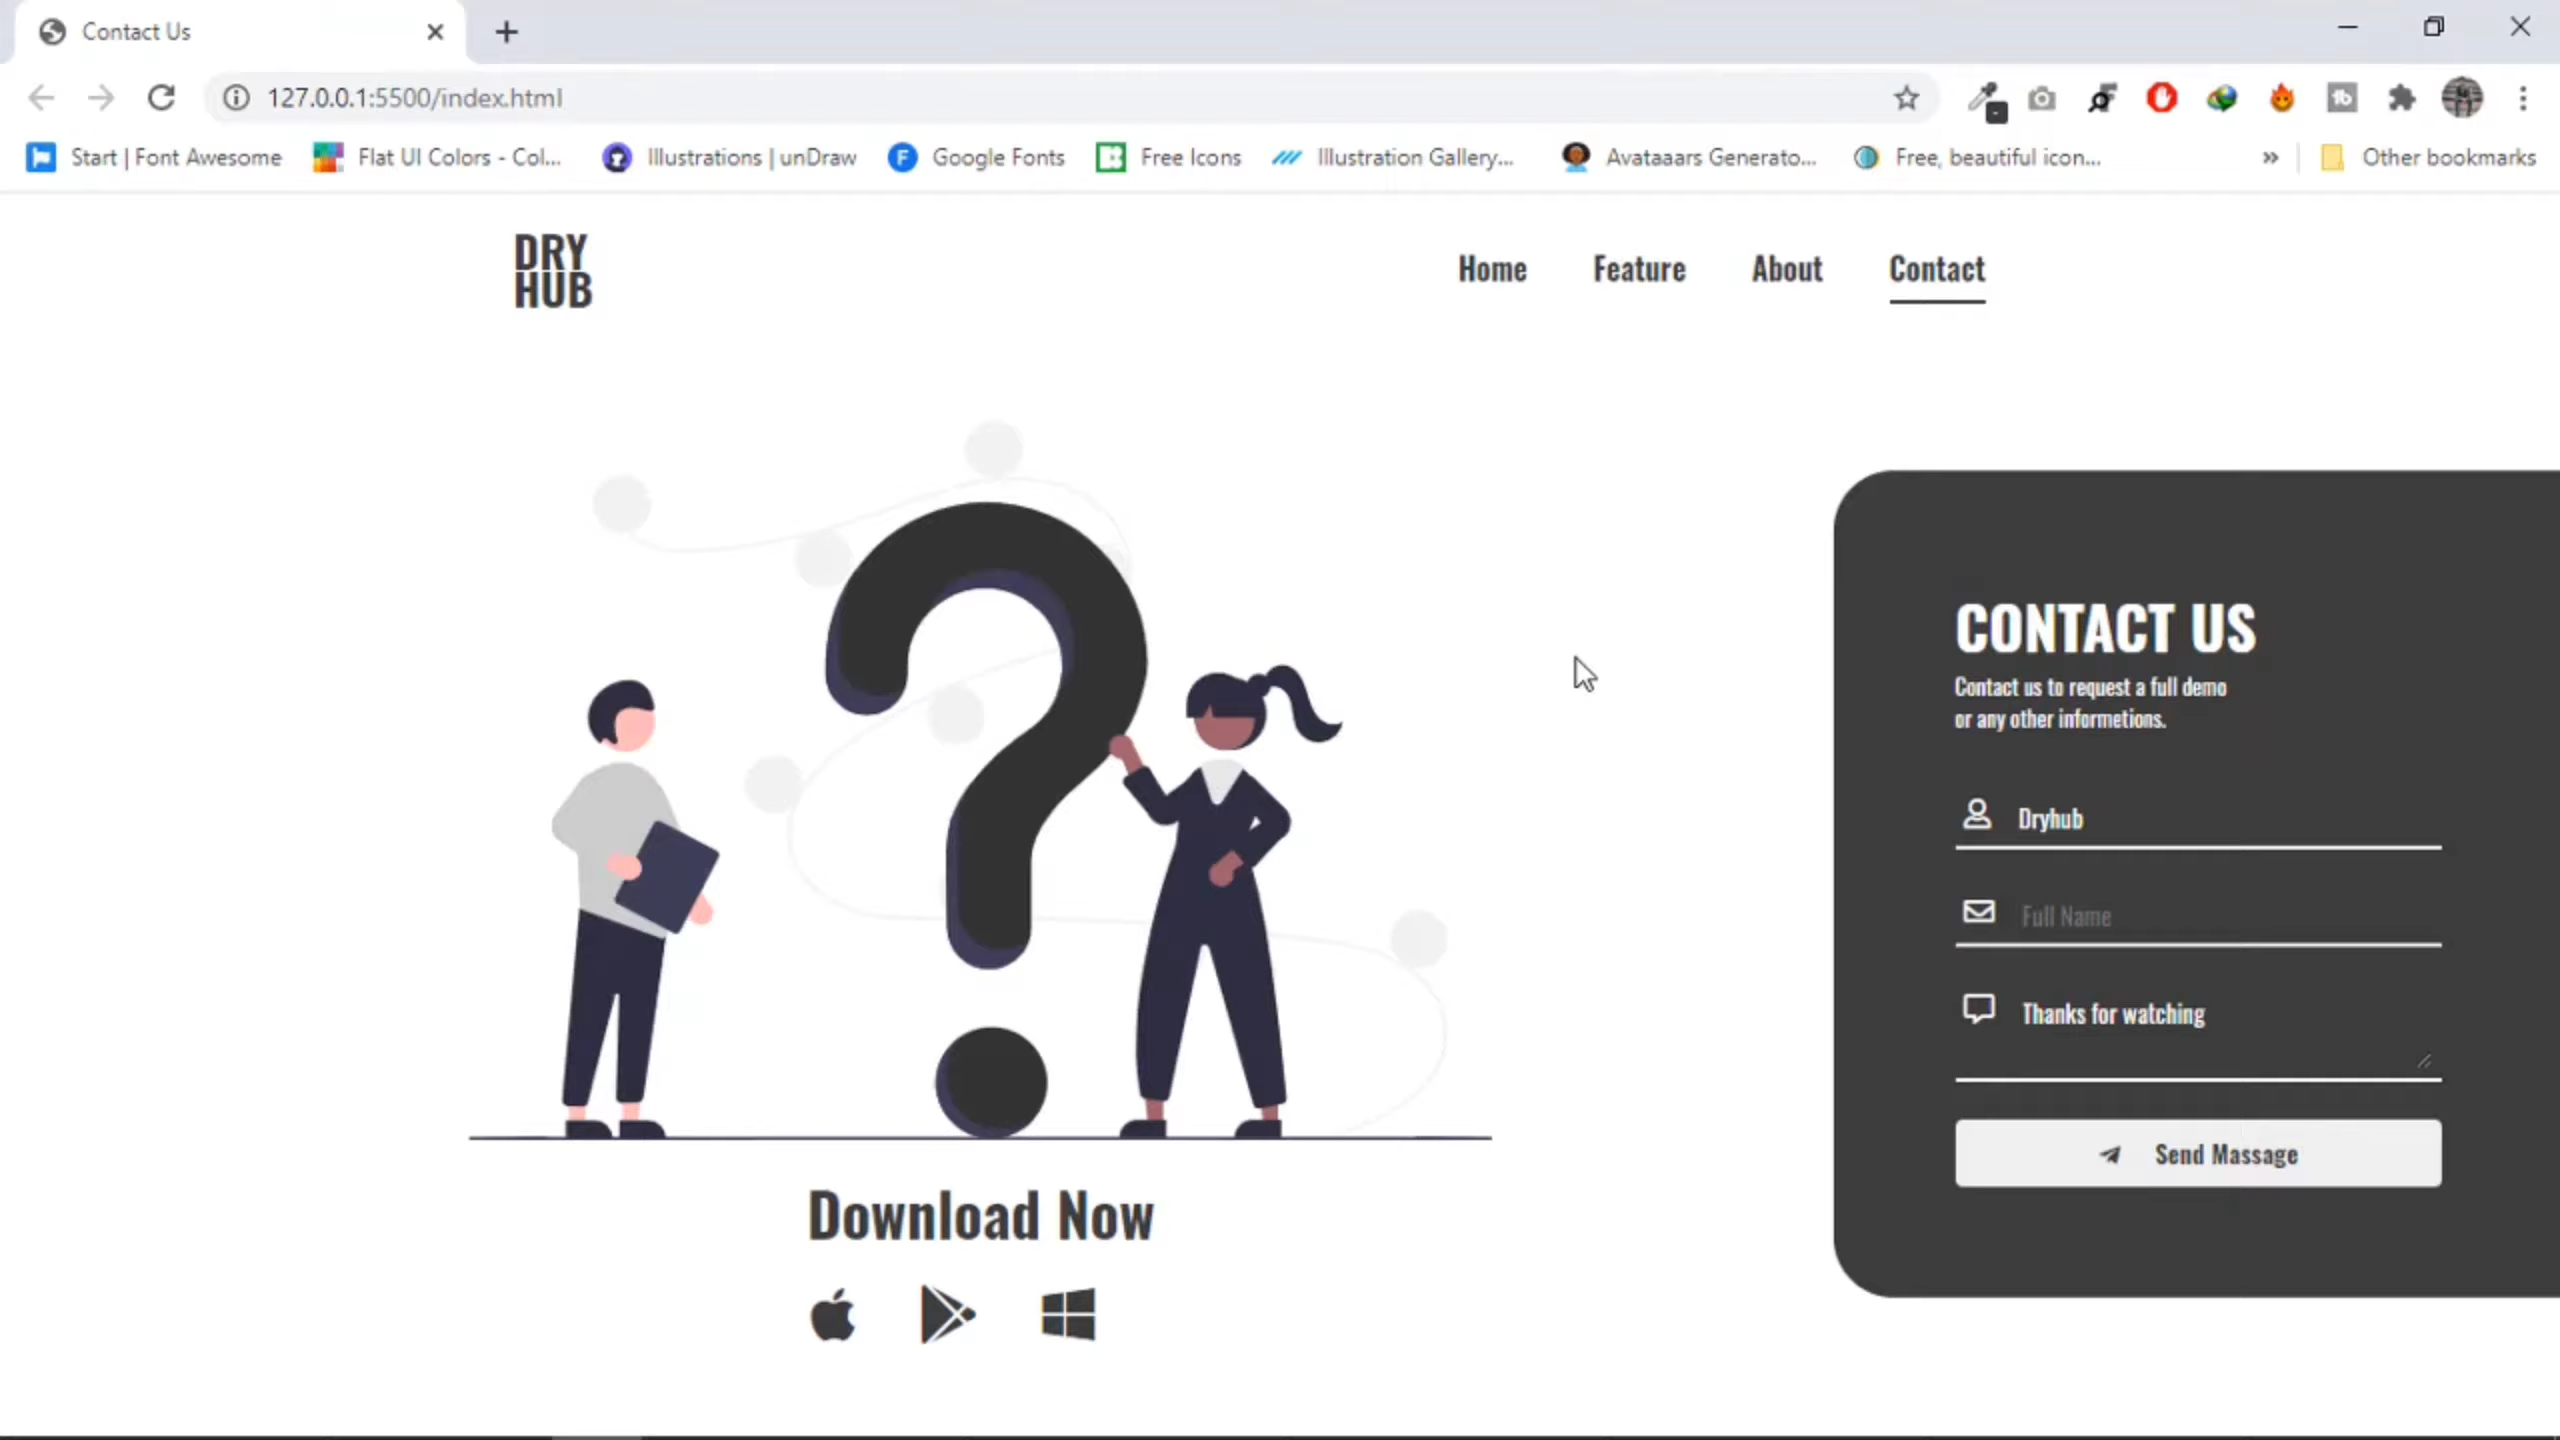 Contact Us
127.0.0.1:5500/index.html
Start | Font Awesome
Flat UI Colors - Col...
Illustrations | unDraw
Google Fonts
Free Icons
Illustration Gallery...
Avataaars Generato...
Free, beautiful icon...
»
Other bookmarks
DRY
HUB
Home
Feature
About
Contact
CONTACT US
Contact us to request a full demo
or any other informetions.
Dryhub
Full Name
Thanks for watching
Send Massage
Download Now